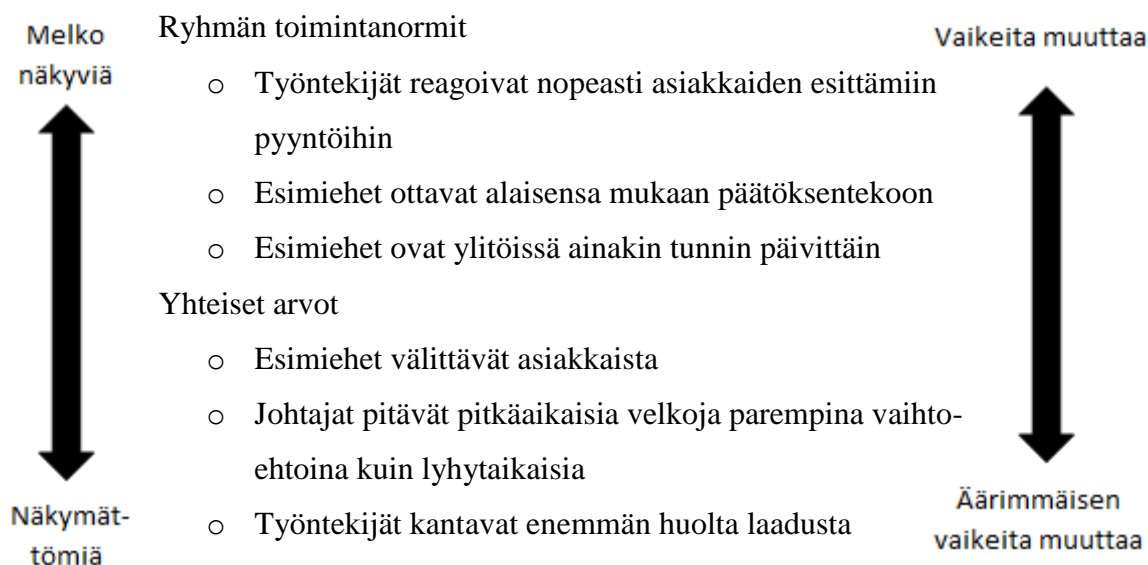 Melko
näkyviä
Ryhmän toimintanormit
Vaikeita muuttaa
o Työntekijät reagoivat nopeasti asiakkaiden esittämiin
pyyntöihin
o Esimiehet ottavat alaisensa mukaan päätöksentekoon
o Esimiehet ovat ylitöissä ainakin tunnin päivittäin
Yhteiset arvot
o Esimiehet välittävät asiakkaista
o Johtajat pitävät pitkäaikaisia velkoja parempina vaihto-
ehtoina kuin lyhytaikaisia
o Työntekijät kantavat enemmän huolta laadusta
Näkymät-
tömiä
Äärimmäisen
vaikeita muuttaa